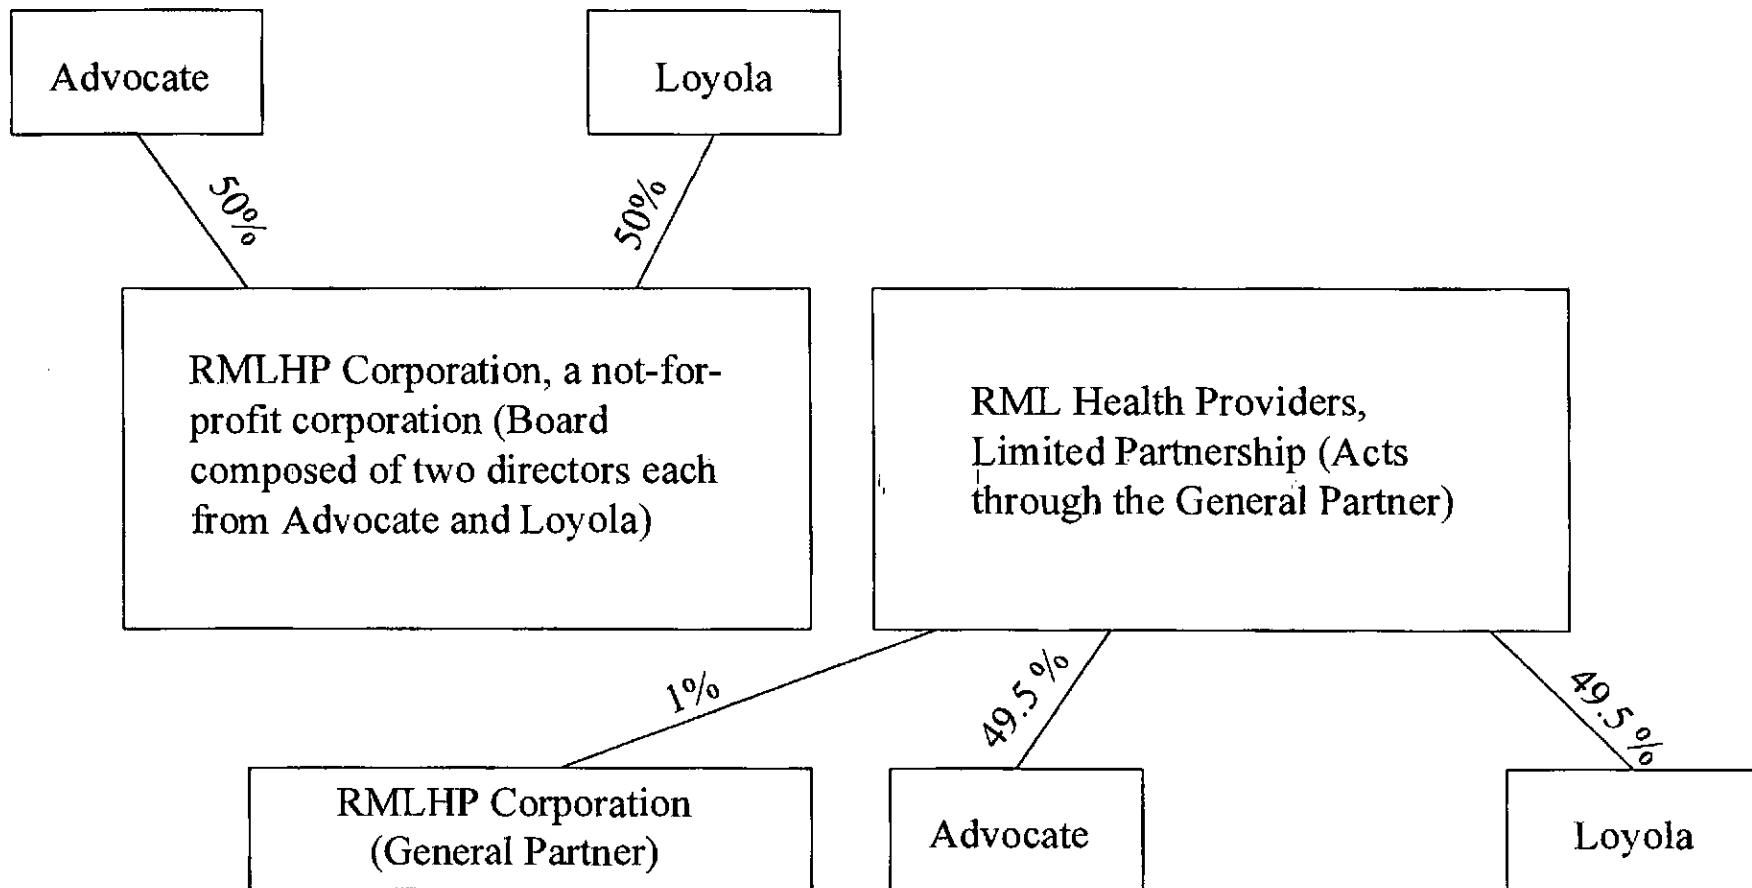 Advocate
Loyola
50%
50%
RMLHP Corporation, a not-for-
profit corporation (Board
composed of two directors each
from Advocate and Loyola)
RML Health Providers,
Limited Partnership (Acts
through the General Partner)
1%
49.5 %
49.5 %
RMLHP Corporation
(General Partner)
Advocate
Loyola